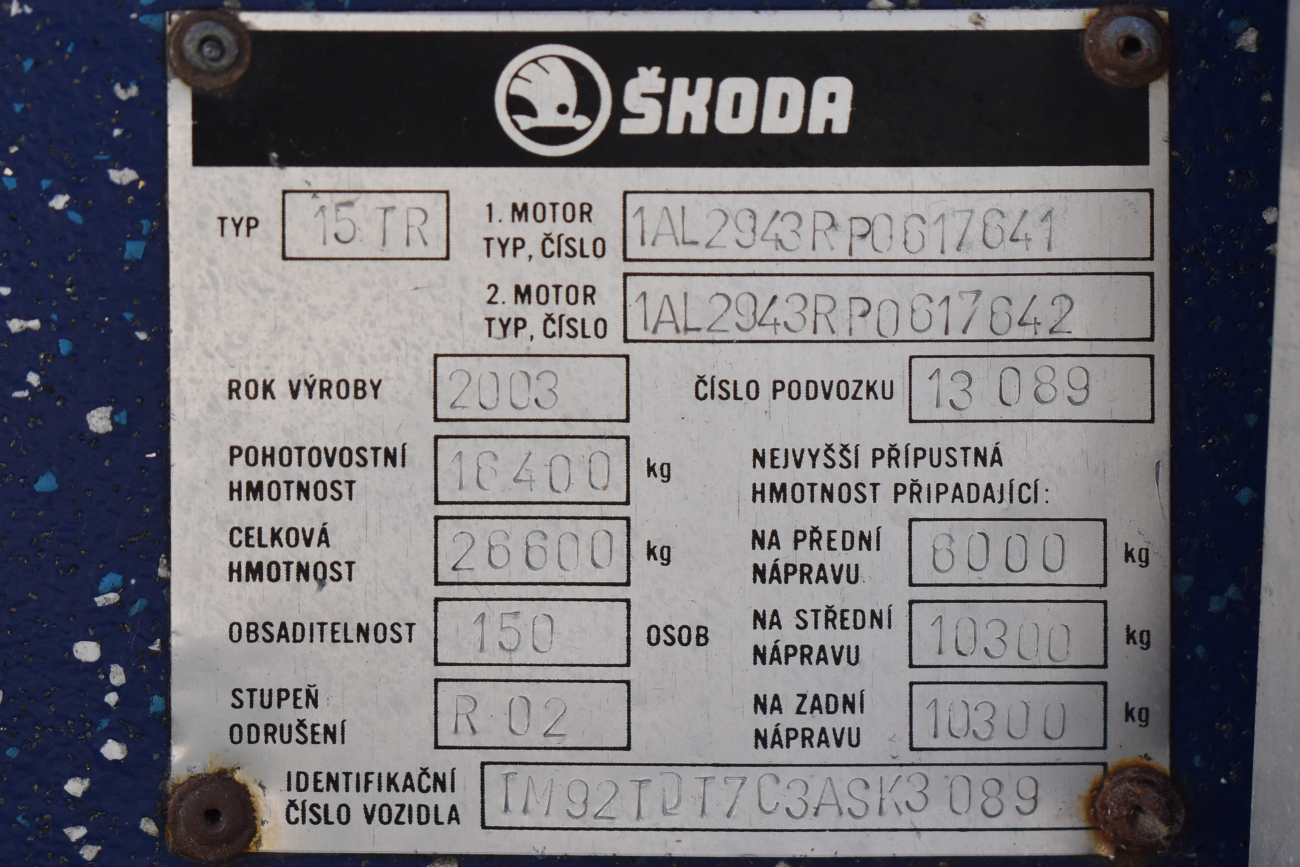 ŠKODA
TYP 15 TR 1. MOTOR TYP, ČÍSLO 1AL2943R P0617641
2. MOTOR TYP, ČÍSLO 1AL2943R P0617642
ROK VÝROBY 2003 ČÍSLO PODVOZKU 13 089
POHOTOVOSTNÍ HMOTNOST 16400 kg NEJVYŠŠÍ PŘÍPUSTNÁ
HMOTNOST PŘIPADAJÍCÍ:
CELKOVÁ HMOTNOST 26600 kg NA PŘEDNÍ NÁPRAVU 6000 kg
OBSADITELNOST 150 OSOB NA STŘEDNÍ NÁPRAVU 10300 kg
STUPEŇ ODRUŠENÍ R 02 NA ZADNÍ NÁPRAVU 10300 kg
IDENTIFIKAČNÍ ČÍSLO VOZIDLA TM92TDT7C3ASK3089